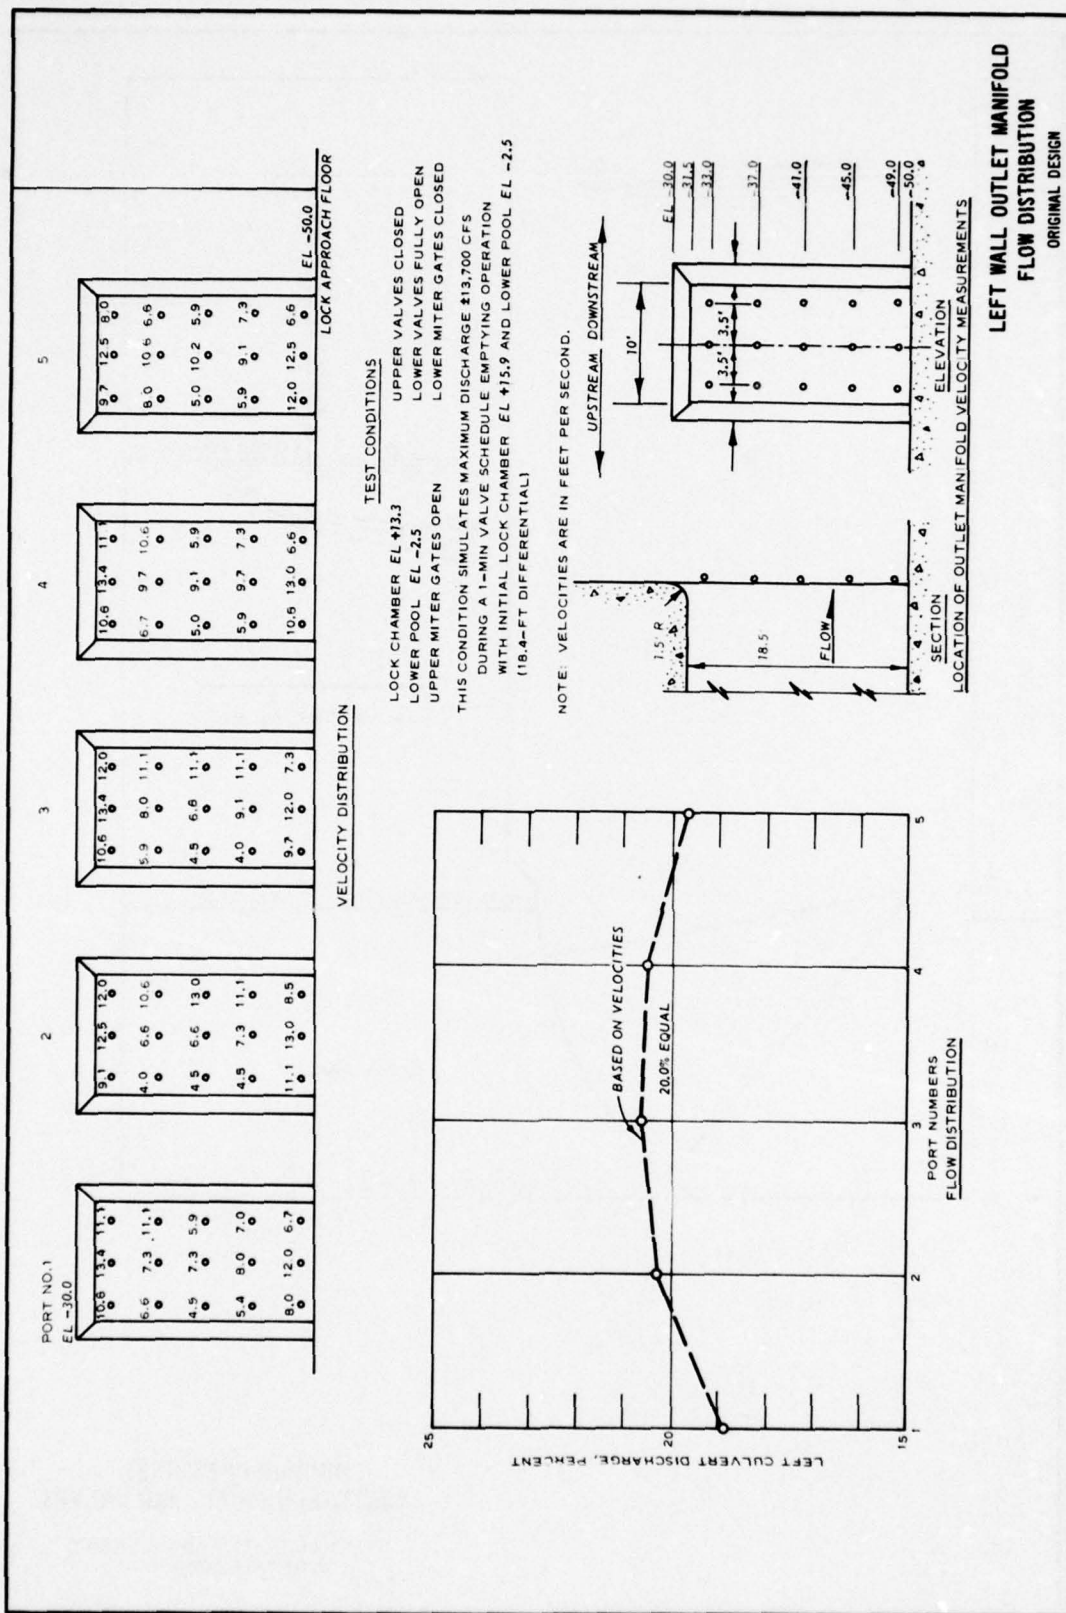 PORT NO.1
EL -30.0
2
3
4
5
10.6 13.4 11.1
6.6 7.3 11.1
4.5 7.3 5.9
5.4 8.0 7.0
8.0 12.0 6.7
9.1 12.5 12.0
4.0 6.6 10.6
4.5 6.6 13.0
4.5 7.3 11.1
11.1 13.0 8.5
10.6 13.4 12.0
5.9 8.0 11.1
4.5 6.6 11.1
4.0 9.1 11.1
9.7 12.0 7.3
10.6 13.4 11.1
6.7 9.7 10.6
5.0 9.1 5.9
5.9 9.7 7.3
10.6 13.0 6.6
9.7 12.5 8.0
8.0 10.6 6.6
5.0 10.2 5.9
5.9 9.1 7.3
12.0 12.5 6.6
EL -50.0
LOCK APPROACH FLOOR
VELOCITY DISTRIBUTION
TEST CONDITIONS
LOCK CHAMBER EL +13.3 UPPER VALVES CLOSED
LOWER POOL EL -2.5 LOWER VALVES FULLY OPEN
UPPER MITER GATES OPEN LOWER MITER GATES CLOSED
THIS CONDITION SIMULATES MAXIMUM DISCHARGE ±13,700 CFS
DURING A 1-MIN VALVE SCHEDULE EMPTYING OPERATION
WITH INITIAL LOCK CHAMBER EL +15.9 AND LOWER POOL EL -2.5
(18.4-FT DIFFERENTIAL)
NOTE: VELOCITIES ARE IN FEET PER SECOND.
LEFT CULVERT DISCHARGE, PERCENT
25
20
15
BASED ON VELOCITIES
20.0% EQUAL
1 2 3 4 5
PORT NUMBERS
FLOW DISTRIBUTION
1.5' R
18.5'
FLOW
SECTION
UPSTREAM DOWNSTREAM
10'
3.5' 3.5'
EL -30.0
-31.5
-33.0
-37.0
-41.0
-45.0
-49.0
-50.0
ELEVATION
LOCATION OF OUTLET MANIFOLD VELOCITY MEASUREMENTS
LEFT WALL OUTLET MANIFOLD
FLOW DISTRIBUTION
ORIGINAL DESIGN